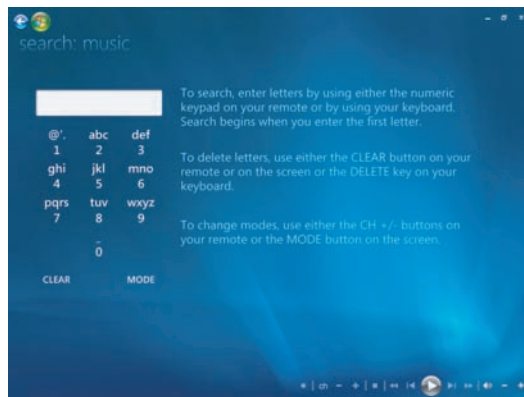 search: music
To search, enter letters by using either the numeric
keypad on your remote or by using your keyboard.
Search begins when you enter the first letter.
To delete letters, use either the CLEAR button on your
remote or on the screen or the DELETE key on your
keyboard.
To change modes, use either the CH +/- buttons on
your remote or the MODE button on the screen.
@'. abc def
1 2 3
ghi jkl mno
4 5 6
pqrs tuv wxyz
7 8 9
_
0
CLEAR MODE
ch - +